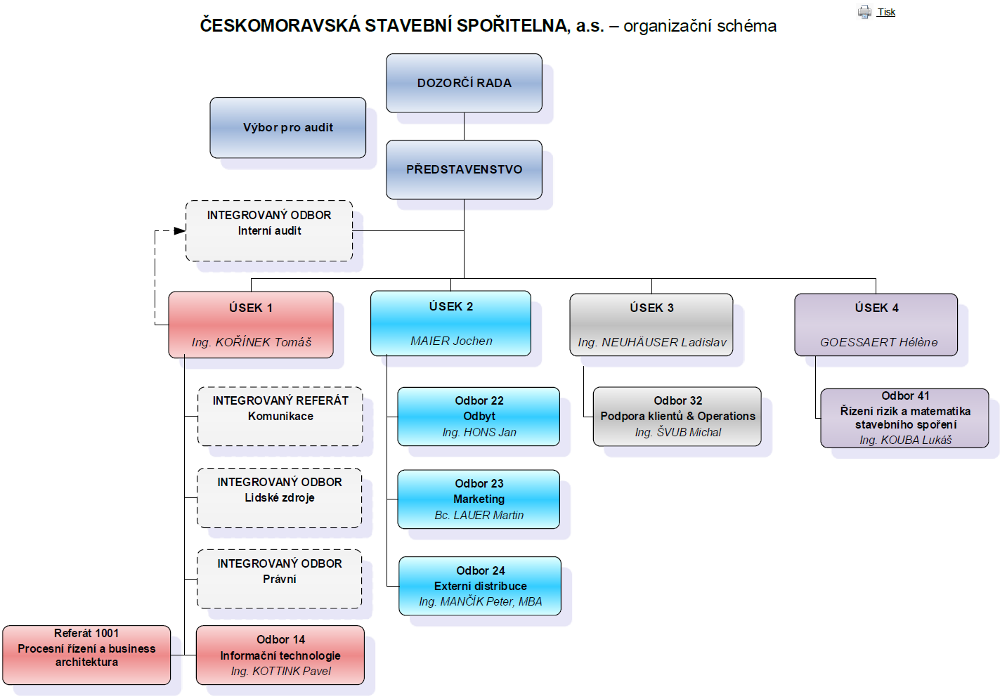 Tisk
ČESKOMORAVSKÁ STAVEBNÍ SPOŘITELNA, a.s. – organizační schéma
DOZORČÍ RADA
Výbor pro audit
PŘEDSTAVENSTVO
INTEGROVANÝ ODBOR
Interní audit
ÚSEK 1
Ing. KOŘÍNEK Tomáš
ÚSEK 2
MAIER Jochen
ÚSEK 3
Ing. NEUHÄUSER Ladislav
ÚSEK 4
GOESSAERT Hélène
INTEGROVANÝ REFERÁT
Komunikace
INTEGROVANÝ ODBOR
Lidské zdroje
INTEGROVANÝ ODBOR
Právní
Referát 1001
Procesní řízení a business
architektura
Odbor 14
Informační technologie
Ing. KOTTINK Pavel
Odbor 22
Odbyt
Ing. HONS Jan
Odbor 23
Marketing
Bc. LAUER Martin
Odbor 24
Externí distribuce
Ing. MANČÍK Peter, MBA
Odbor 32
Podpora klientů & Operations
Ing. ŠVUB Michal
Odbor 41
Řízení rizik a matematika
stavebního spoření
Ing. KOUBA Lukáš